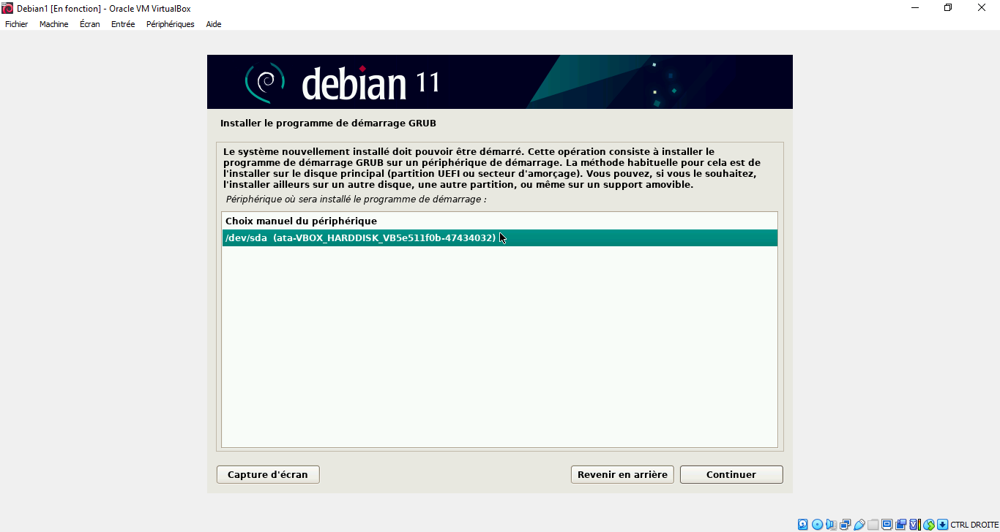 Debian1 [En fonction] - Oracle VM VirtualBox
Fichier Machine Écran Entrée Périphériques Aide
debian 11
Installer le programme de démarrage GRUB
Le système nouvellement installé doit pouvoir être démarré. Cette opération consiste à installer le
programme de démarrage GRUB sur un périphérique de démarrage. La méthode habituelle pour cela est de
l'installer sur le disque principal (partition UEFI ou secteur d'amorçage). Vous pouvez, si vous le souhaitez,
l'installer ailleurs sur un autre disque, une autre partition, ou même sur un support amovible.
Périphérique où sera installé le programme de démarrage :
Choix manuel du périphérique
/dev/sda (ata-VBOX_HARDDISK_VB5e511f0b-47434032)
Capture d'écran Revenir en arrière Continuer
CTRL DROITE